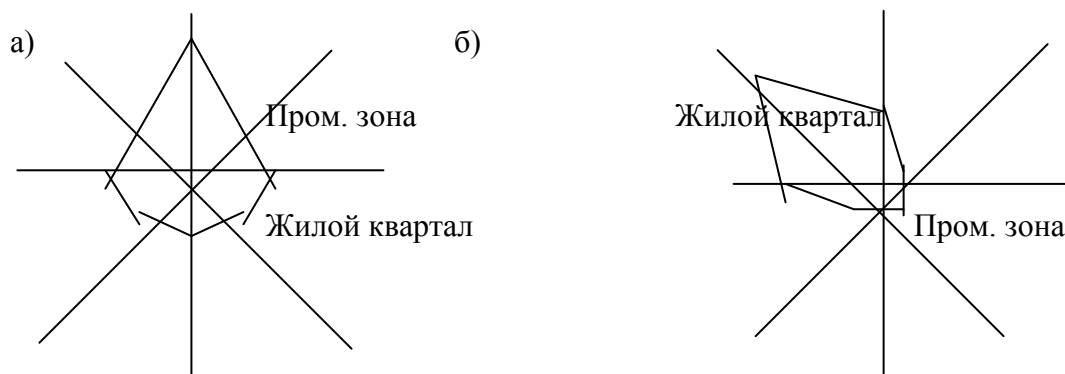 а)
Пром. зона
Жилой квартал
б)
Жилой квартал
Пром. зона